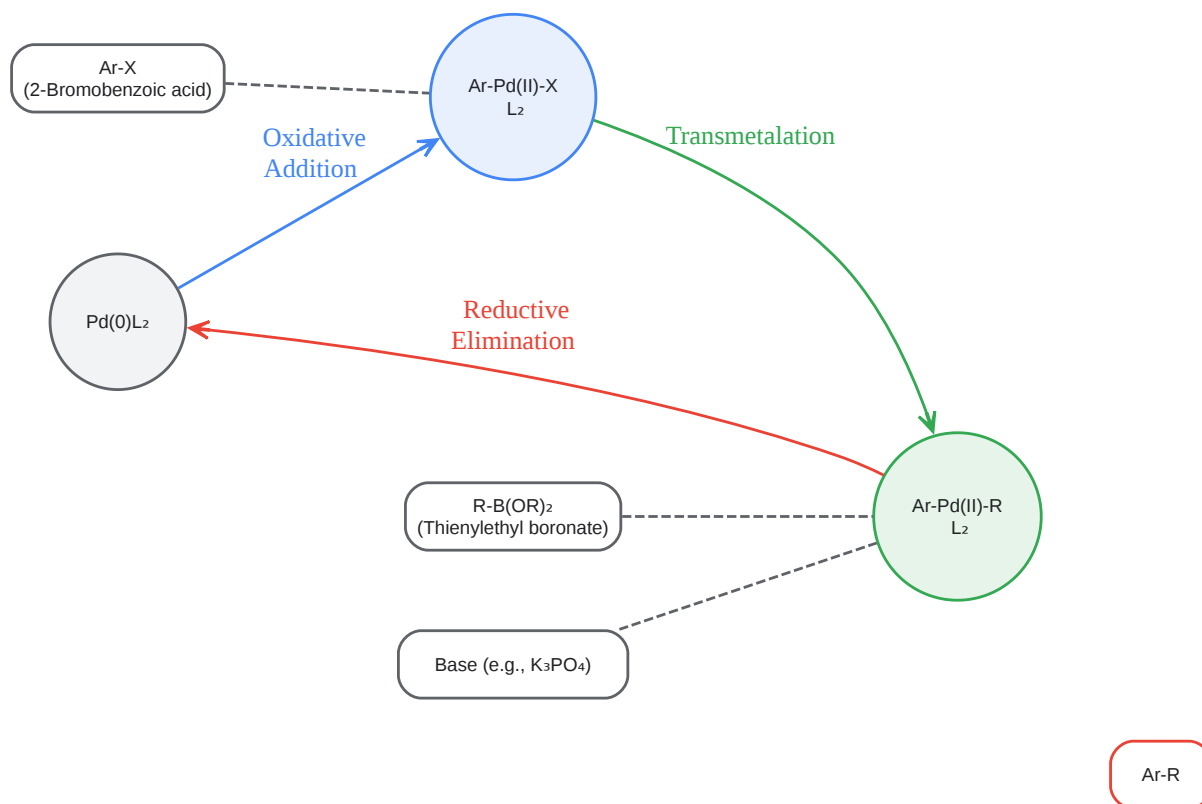 Ar-X
(2-Bromobenzoic acid)
Ar-Pd(II)-X
L₂
Oxidative
Addition
Transmetalation
Pd(0)L₂
Reductive
Elimination
R-B(OR)₂
(Thienylethyl boronate)
Ar-Pd(II)-R
L₂
Base (e.g., K₃PO₄)
Ar-R